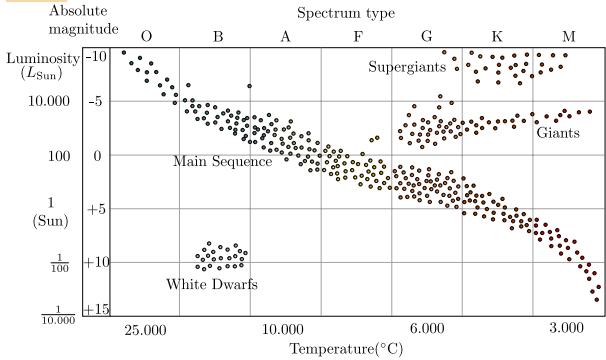 Absolute
magnitude
Spectrum type
O B A F G K M
Luminosity
(L_Sun)
−10
Supergiants
10.000
−5
Giants
100
0
Main Sequence
1
(Sun)
+5
1/100
+10
White Dwarfs
1/10.000
+15
25.000 10.000 6.000 3.000
Temperature(°C)